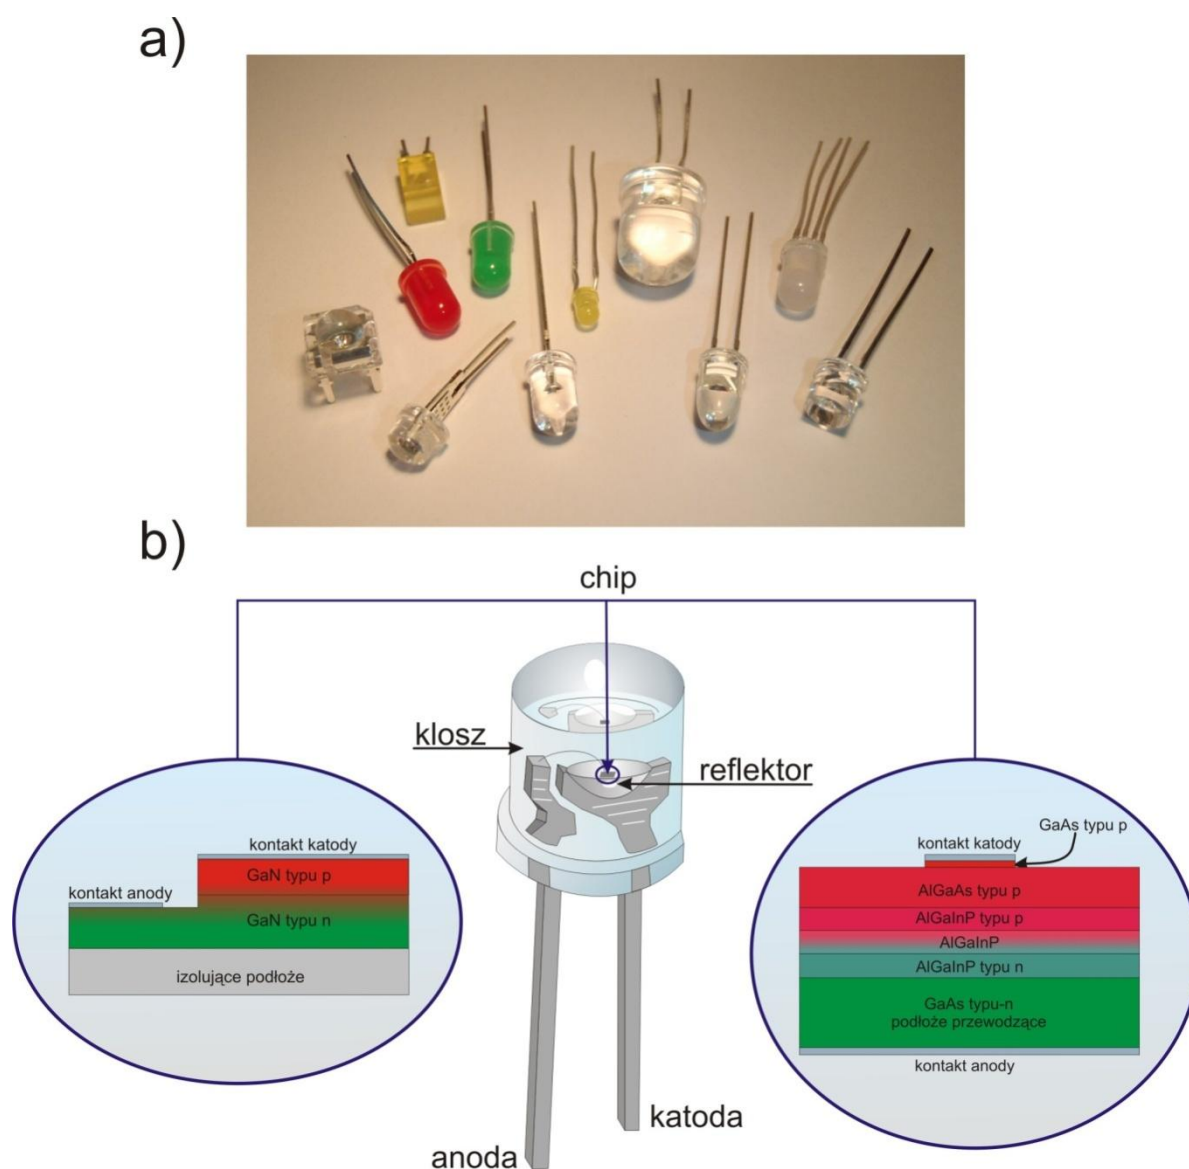 a)
b)
chip
klosz
reflektor
kontakt katody
GaN typu p
kontakt anody
GaN typu n
izolujące podłoże
GaAs typu p
kontakt katody
AlGaAs typu p
AlGaInP typu p
AlGaInP
AlGaInP typu n
GaAs typu-n
podłoże przewodzące
kontakt anody
katoda
anoda